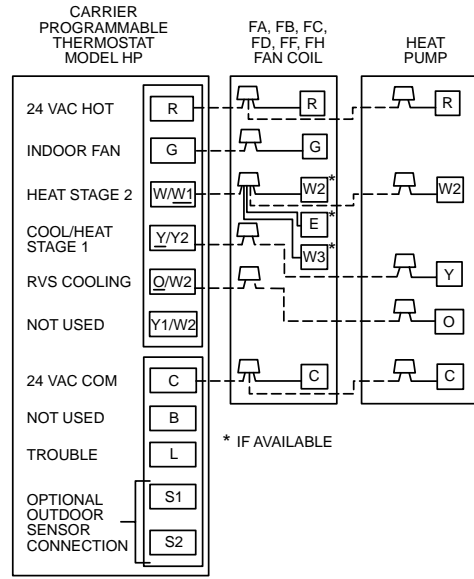 CARRIER
PROGRAMMABLE
THERMOSTAT
MODEL HP
FA, FB, FC,
FD, FF, FH
FAN COIL
HEAT
PUMP
24 VAC HOT
R
R
R
INDOOR FAN
G
G
HEAT STAGE 2
W/W1
W2*
W2
E*
W3*
COOL/HEAT
STAGE 1
Y/Y2
Y
RVS COOLING
O/W2
O
NOT USED
Y1/W2
24 VAC COM
C
C
C
NOT USED
B
* IF AVAILABLE
TROUBLE
L
OPTIONAL
OUTDOOR
SENSOR
CONNECTION
S1
S2